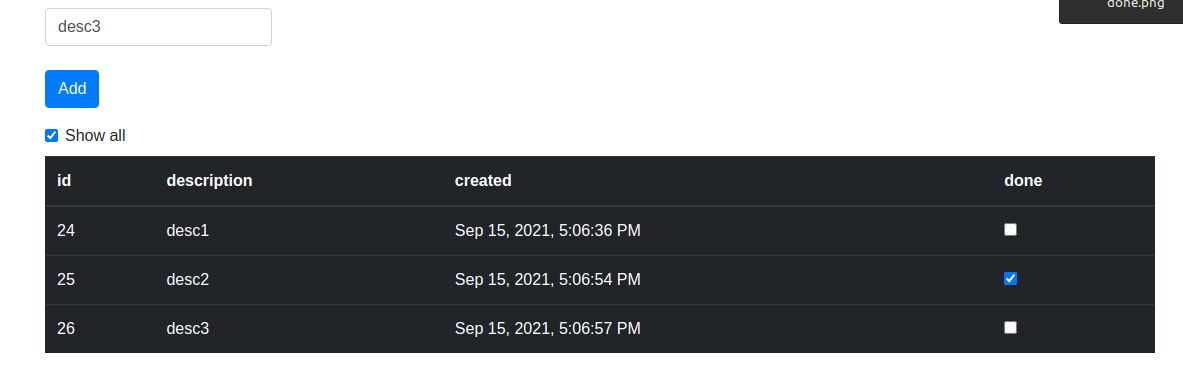 done.png
desc3
Add
Show all
id description created done
24 desc1 Sep 15, 2021, 5:06:36 PM
25 desc2 Sep 15, 2021, 5:06:54 PM
26 desc3 Sep 15, 2021, 5:06:57 PM